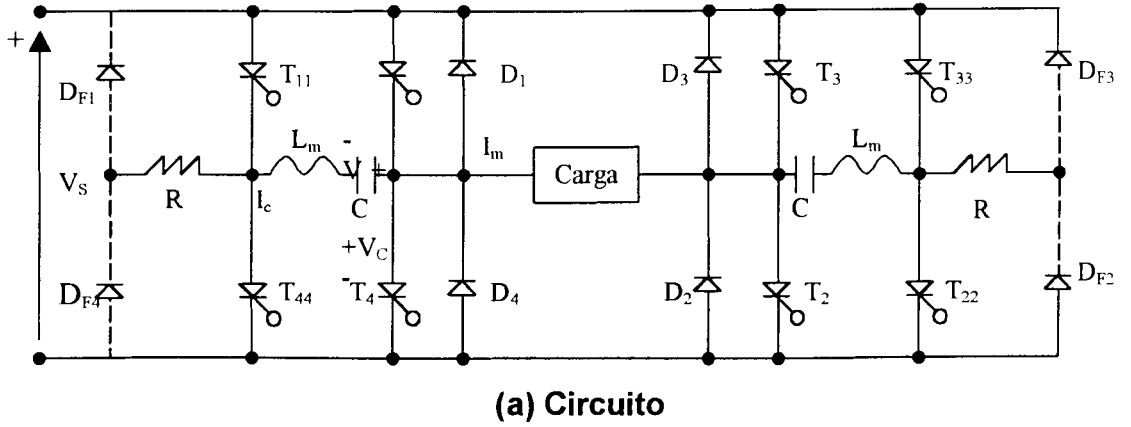 +
D_F1
T_11
D_1
D_3
T_3
T_33
D_F3
L_m
-
V +
I_m
L_m
V_S
R
I_c
C
Carga
C
R
+V_C
-
D_F4
T_44
T_4
D_4
D_2
T_2
T_22
D_F2
(a) Circuito